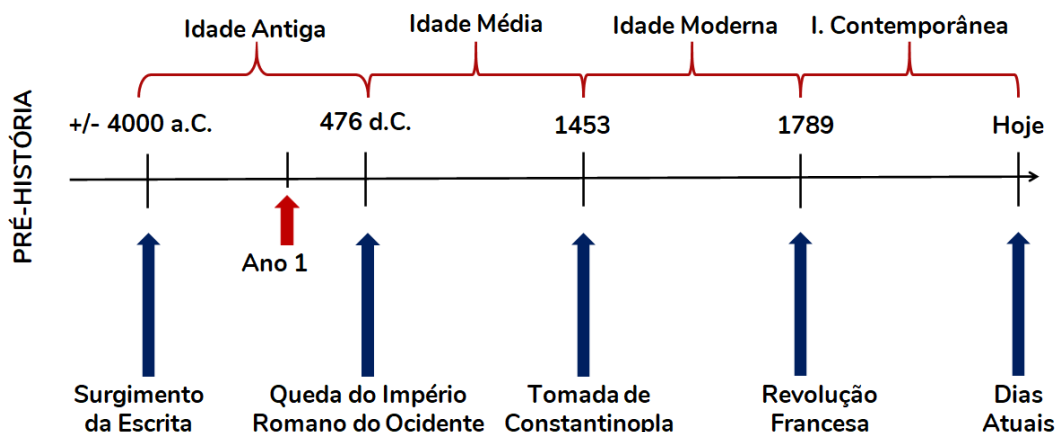 Idade Antiga
Idade Média
Idade Moderna
I. Contemporânea
PRÉ-HISTÓRIA
+/- 4000 a.C.
476 d.C.
1453
1789
Hoje
Ano 1
Surgimento
da Escrita
Queda do Império
Romano do Ocidente
Tomada de
Constantinopla
Revolução
Francesa
Dias
Atuais